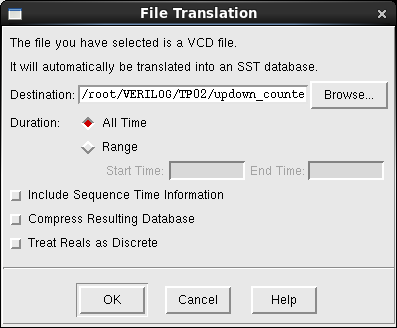 File Translation
The file you have selected is a VCD file.
It will automatically be translated into an SST database.
Destination: /root/VERILOG/TP02/updown_counte Browse...
Duration: All Time
Range
Start Time: End Time:
Include Sequence Time Information
Compress Resulting Database
Treat Reals as Discrete
OK Cancel Help